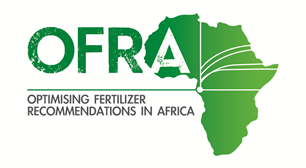 OFRA
OPTIMISING FERTILIZER
RECOMMENDATIONS IN AFRICA